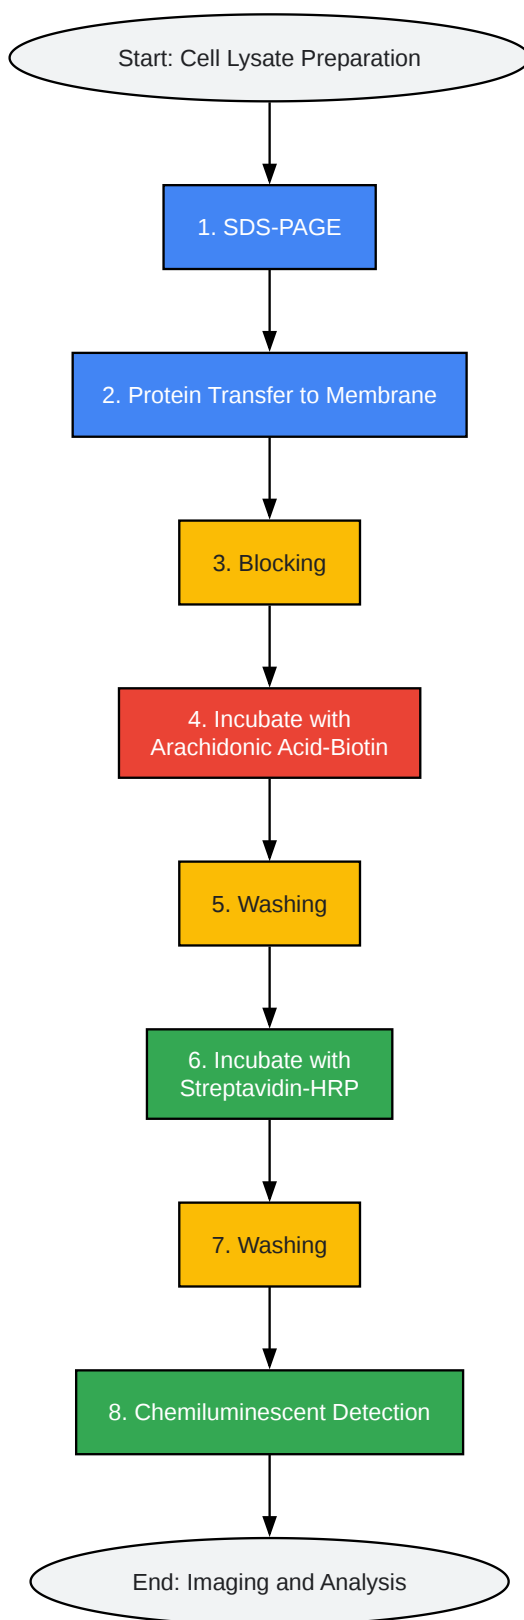 Start: Cell Lysate Preparation
1. SDS-PAGE
2. Protein Transfer to Membrane
3. Blocking
4. Incubate with
Arachidonic Acid-Biotin
5. Washing
6. Incubate with
Streptavidin-HRP
7. Washing
8. Chemiluminescent Detection
End: Imaging and Analysis